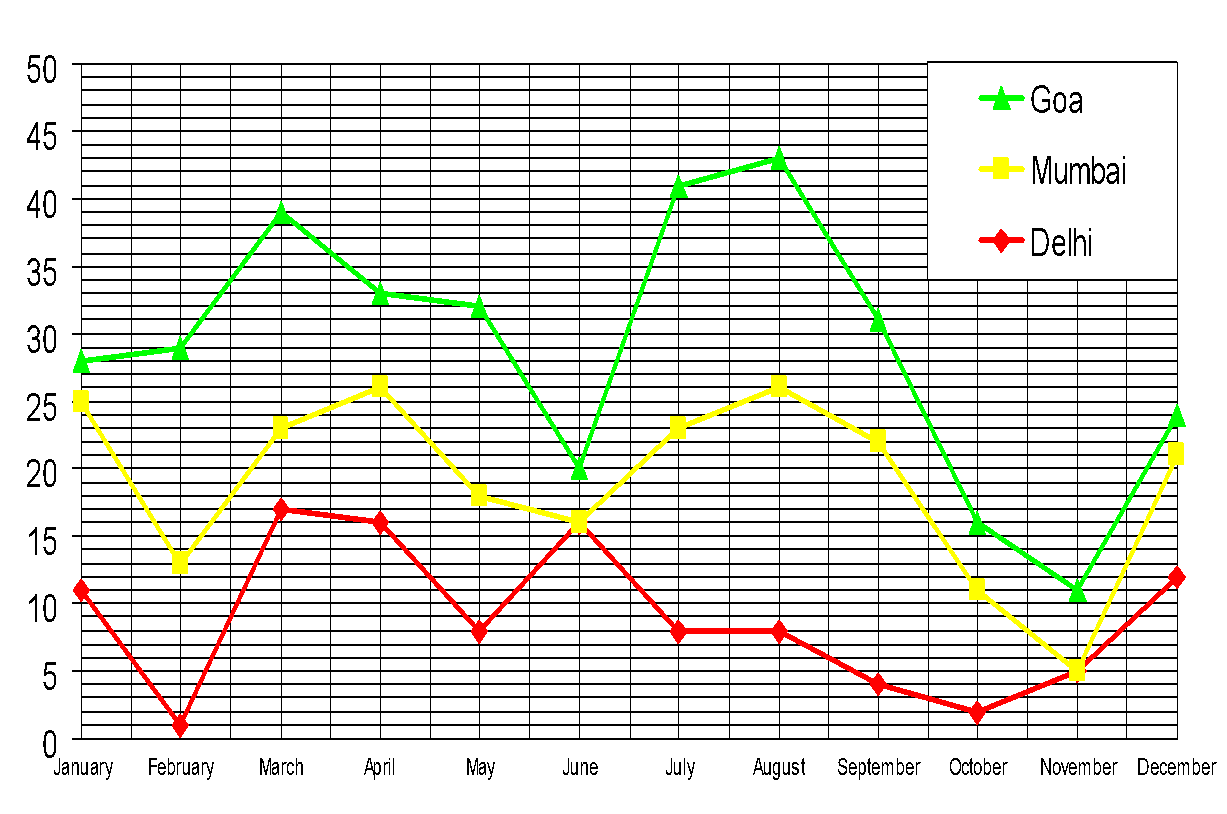 50
45
40
35
30
25
20
15
10
5
0
Goa
Mumbai
Delhi
January February March April May June July August September October November December